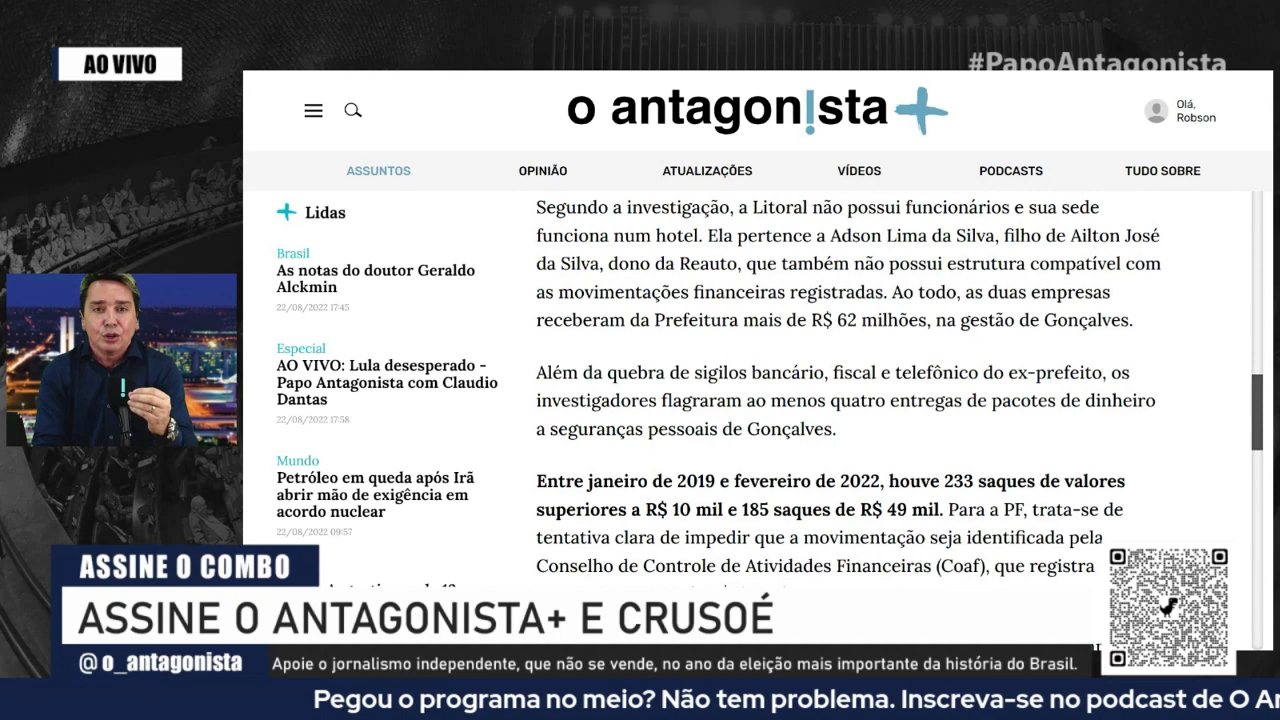 AO VIVO
#PapoAntagonista
o antagon!sta+
Olá,
Robson
ASSUNTOS OPINIÃO ATUALIZAÇÕES VÍDEOS PODCASTS TUDO SOBRE
+ Lidas
Brasil
As notas do doutor Geraldo
Alckmin
22/08/2022 17:45
Especial
AO VIVO: Lula desesperado -
Papo Antagonista com Claudio
Dantas
22/08/2022 17:58
Mundo
Petróleo em queda após Irã
abrir mão de exigência em
acordo nuclear
22/08/2022 09:57
Segundo a investigação, a Litoral não possui funcionários e sua sede
funciona num hotel. Ela pertence a Adson Lima da Silva, filho de Ailton José
da Silva, dono da Reauto, que também não possui estrutura compatível com
as movimentações financeiras registradas. Ao todo, as duas empresas
receberam da Prefeitura mais de R$ 62 milhões, na gestão de Gonçalves.
Além da quebra de sigilos bancário, fiscal e telefônico do ex-prefeito, os
investigadores flagraram ao menos quatro entregas de pacotes de dinheiro
a seguranças pessoais de Gonçalves.
Entre janeiro de 2019 e fevereiro de 2022, houve 233 saques de valores
superiores a R$ 10 mil e 185 saques de R$ 49 mil. Para a PF, trata-se de
tentativa clara de impedir que a movimentação seja identificada pela
Conselho de Controle de Atividades Financeiras (Coaf), que registra
ASSINE O COMBO
ASSINE O ANTAGONISTA+ E CRUSOÉ
@o_antagonista
Apoie o jornalismo independente, que não se vende, no ano da eleição mais importante da história do Brasil.
Pegou o programa no meio? Não tem problema. Inscreva-se no podcast de O An